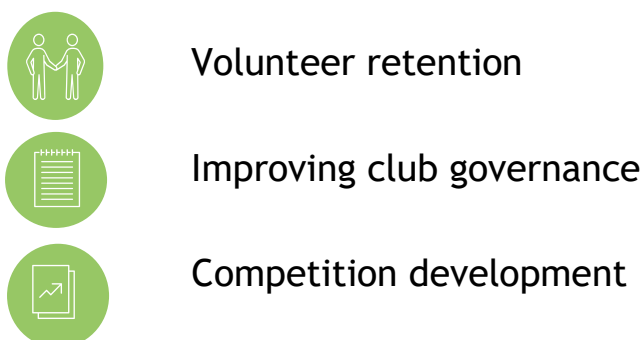 Volunteer retention
Improving club governance
Competition development